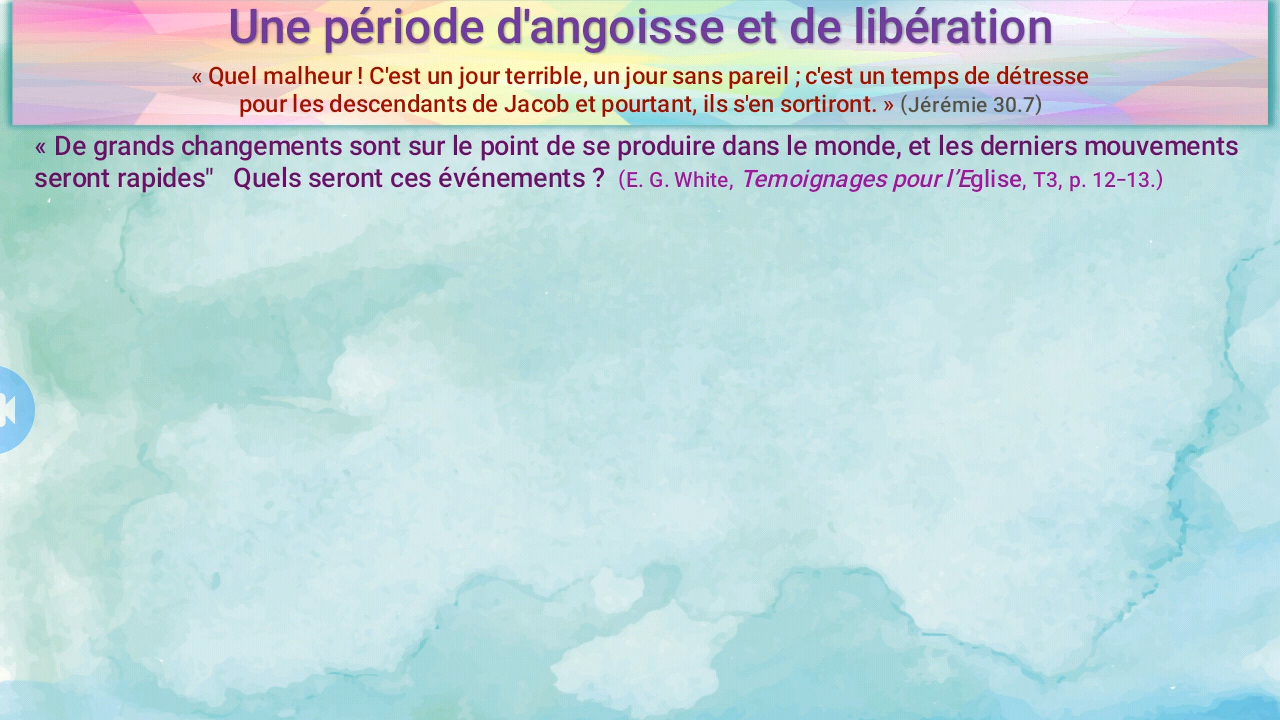 Une période d'angoisse et de libération
« Quel malheur ! C'est un jour terrible, un jour sans pareil ; c'est un temps de détresse
pour les descendants de Jacob et pourtant, ils s'en sortiront. » (Jérémie 30.7)
« De grands changements sont sur le point de se produire dans le monde, et les derniers mouvements
seront rapides" Quels seront ces événements ? (E. G. White, Temoignages pour l’Eglise, T3, p. 12–13.)